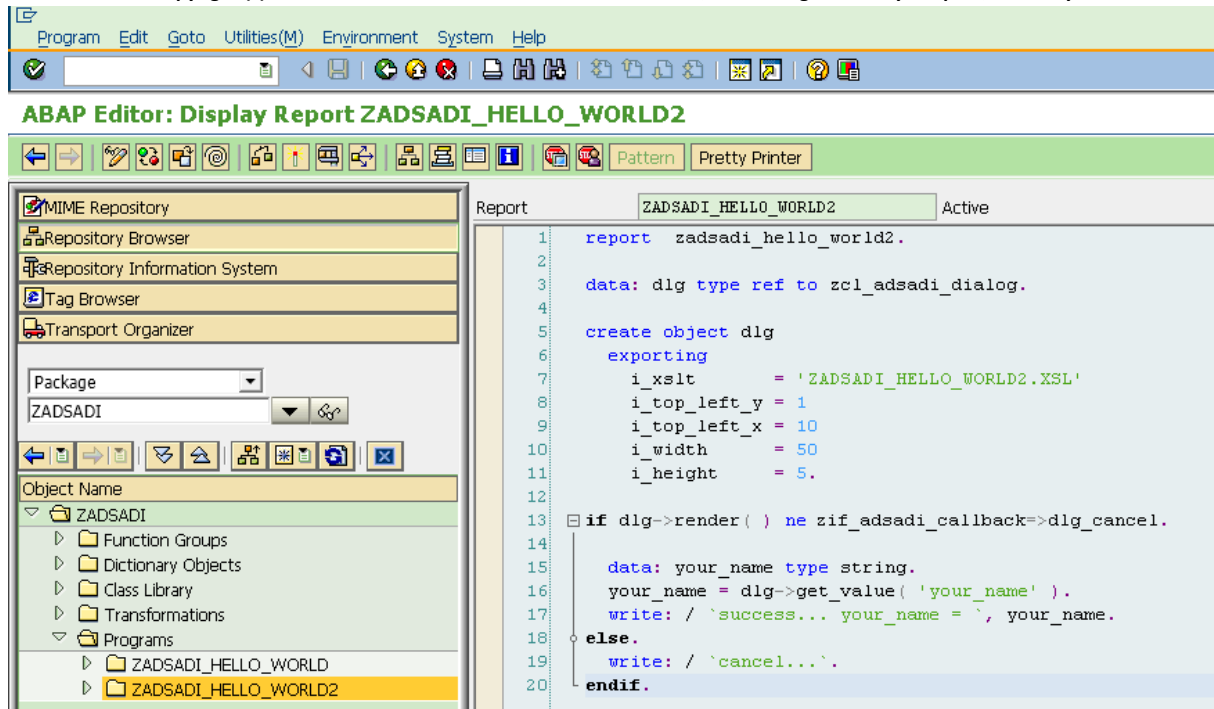 Program Edit Goto Utilities(M) Environment System Help
ABAP Editor: Display Report ZADSADI_HELLO_WORLD2
Pattern Pretty Printer
MIME Repository
Repository Browser
Repository Information System
Tag Browser
Transport Organizer
Package
ZADSADI
Object Name
ZADSADI
Function Groups
Dictionary Objects
Class Library
Transformations
Programs
ZADSADI_HELLO_WORLD
ZADSADI_HELLO_WORLD2
Report ZADSADI_HELLO_WORLD2 Active
1 report  zadsadi_hello_world2.
2
3 data: dlg type ref to zcl_adsadi_dialog.
4
5 create object dlg
6   exporting
7     i_xslt       = 'ZADSADI_HELLO_WORLD2.XSL'
8     i_top_left_y = 1
9     i_top_left_x = 10
10     i_width      = 50
11     i_height     = 5.
12
13 if dlg->render( ) ne zif_adsadi_callback=>dlg_cancel.
14
15   data: your_name type string.
16   your_name = dlg->get_value( 'your_name' ).
17   write: / `success... your_name = `, your_name.
18 else.
19   write: / `cancel...`.
20 endif.